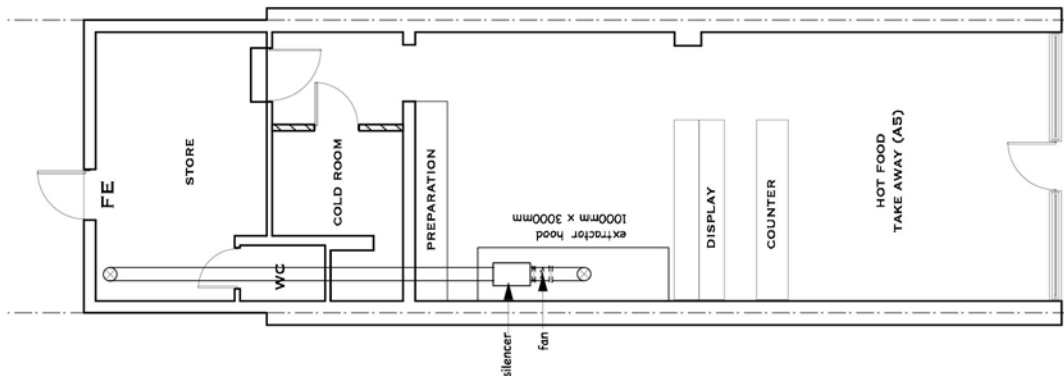 FE
STORE
COLD ROOM
WC
PREPARATION
extractor hood
1000mm x 3000mm
silencer
fan
DISPLAY
COUNTER
HOT FOOD
TAKE AWAY (A5)